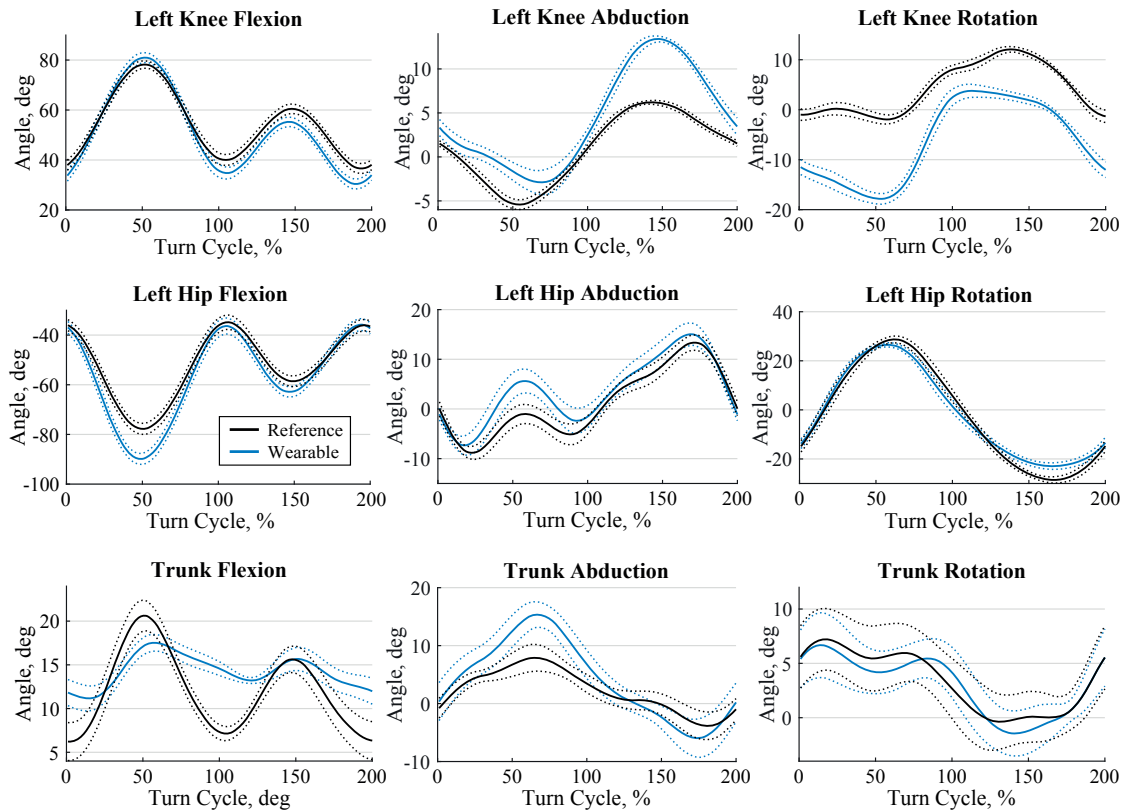 Left Knee Flexion
Angle, deg
80
60
40
20
0 50 100 150 200
Turn Cycle, %
Left Knee Abduction
Angle, deg
10
5
0
-5
0 50 100 150 200
Turn Cycle, %
Left Knee Rotation
Angle, deg
10
0
-10
-20
0 50 100 150 200
Turn Cycle, %
Left Hip Flexion
Angle, deg
-40
-60
-80
-100
Reference
Wearable
0 50 100 150 200
Turn Cycle, %
Left Hip Abduction
Angle, deg
20
10
0
-10
0 50 100 150 200
Turn Cycle, %
Left Hip Rotation
Angle, deg
40
20
0
-20
0 50 100 150 200
Turn Cycle, %
Trunk Flexion
Angle, deg
20
15
10
5
0 50 100 150 200
Turn Cycle, deg
Trunk Abduction
Angle, deg
20
10
0
-10
0 50 100 150 200
Turn Cycle, %
Trunk Rotation
Angle, deg
10
5
0
0 50 100 150 200
Turn Cycle, %